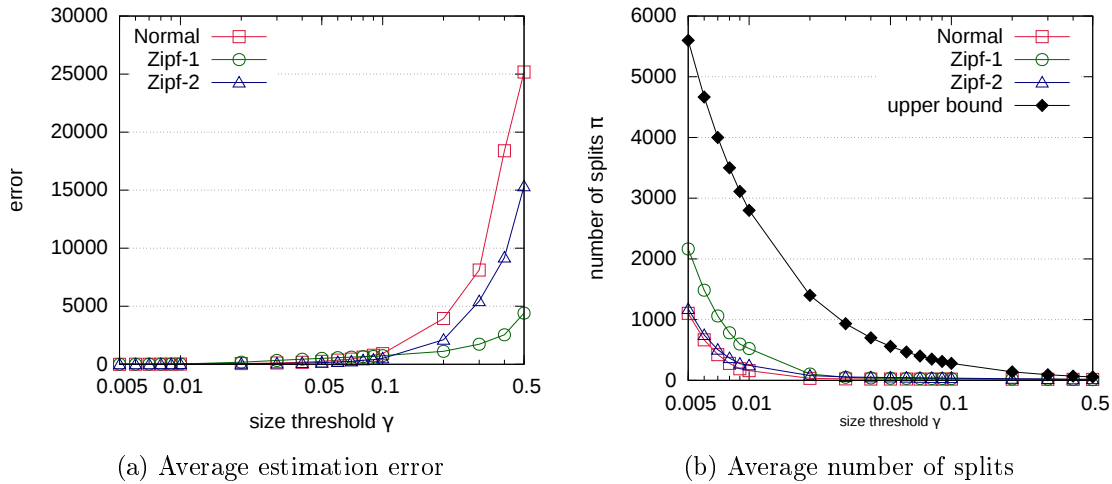 30000
25000
20000
15000
10000
5000
0
error
Normal
Zipf-1
Zipf-2
0.005 0.01 0.05 0.1 0.5
size threshold γ
(a) Average estimation error
6000
5000
4000
3000
2000
1000
0
number of splits π
Normal
Zipf-1
Zipf-2
upper bound
0.005 0.01 0.05 0.1 0.5
size threshold γ
(b) Average number of splits